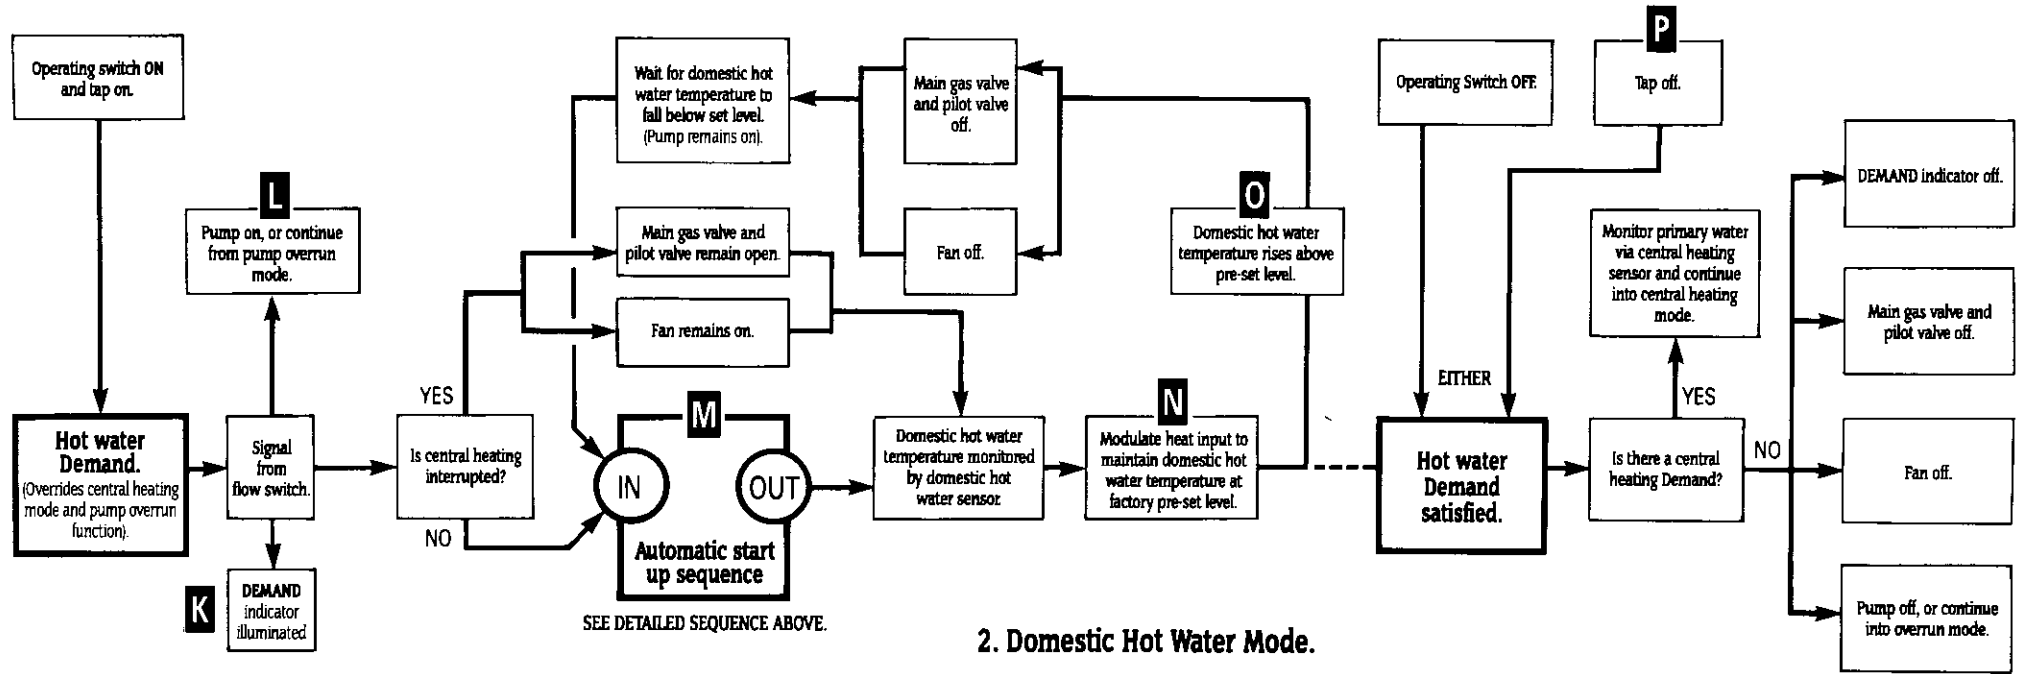 Operating switch ON
and tap on.
Hot water
Demand.
(Overrides central heating
mode and pump overrun
function).
L
Pump on, or continue
from pump overrun
mode.
Signal
from
flow switch.
K
DEMAND
indicator
illuminated
YES
Is central heating
interrupted?
NO
Wait for domestic hot
water temperature to
fall below set level.
(Pump remains on).
Main gas valve and
pilot valve remain open.
Fan remains on.
Main gas valve
and pilot valve
off.
Fan off.
M
IN
OUT
Automatic start
up sequence
SEE DETAILED SEQUENCE ABOVE.
Domestic hot water
temperature monitored
by domestic hot
water sensor.
N
Modulate heat input to
maintain domestic hot
water temperature at
factory pre-set level.
O
Domestic hot water
temperature rises above
pre-set level.
Operating Switch OFF.
P
Tap off.
EITHER
Hot water
Demand
satisfied.
Monitor primary water
via central heating
sensor and continue
into central heating
mode.
YES
Is there a central
heating Demand?
NO
DEMAND indicator off.
Main gas valve and
pilot valve off.
Fan off.
Pump off, or continue
into overrun mode.
2. Domestic Hot Water Mode.